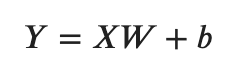 Y = XW + b